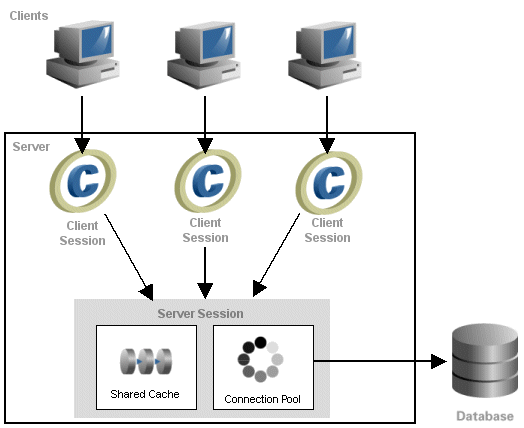 Clients
Server
C
C
C
Client
Session
Client
Session
Client
Session
Server Session
Shared Cache
Connection Pool
Database